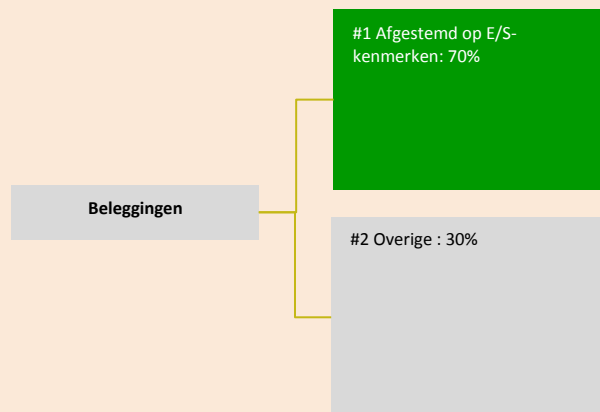 #1 Afgestemd op E/S-
kenmerken: 70%
Beleggingen
#2 Overige : 30%